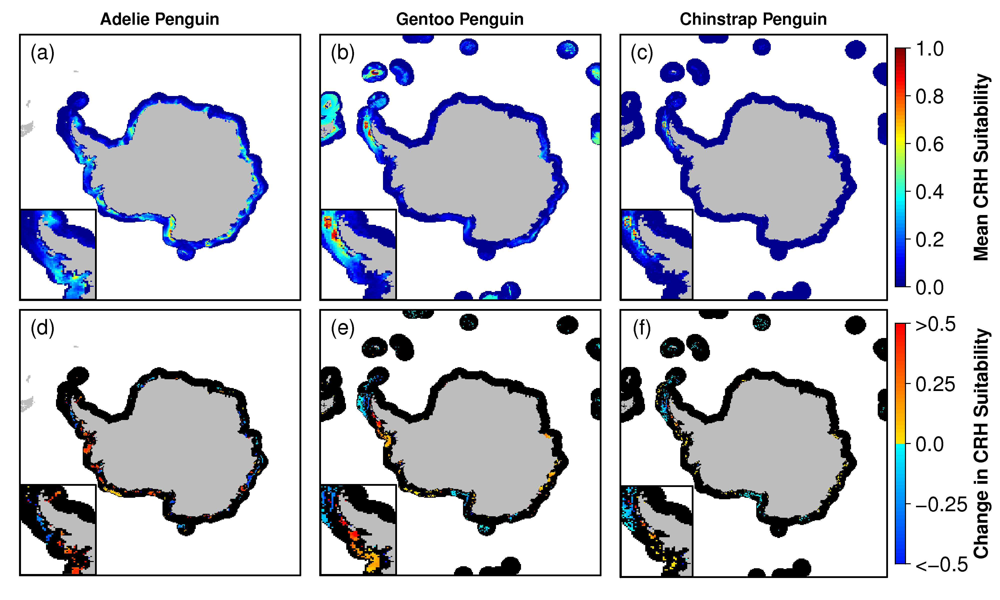 Adelie Penguin
Gentoo Penguin
Chinstrap Penguin
(a)
(b)
(c)
1.0
0.8
0.6
0.4
0.2
0.0
Mean CRH Suitability
(d)
(e)
(f)
>0.5
0.25
0.0
−0.25
<−0.5
Change in CRH Suitability